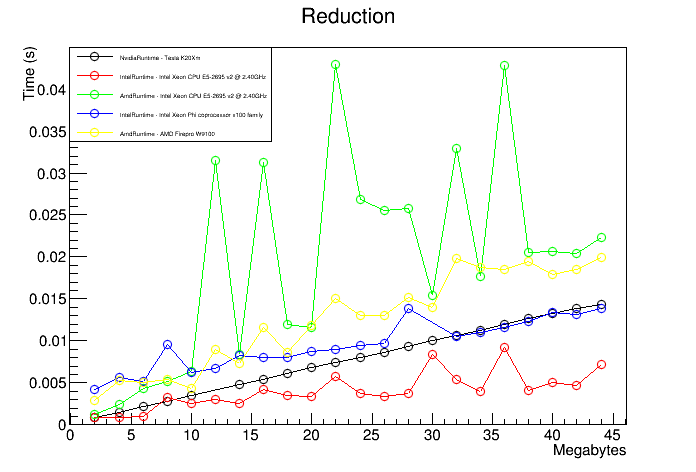 Reduction
Time (s)
NvidiaRuntime - Tesla K20Xm
IntelRuntime - Intel Xeon CPU E5-2695 v2 @ 2.40GHz
AmdRuntime - Intel Xeon CPU E5-2695 v2 @ 2.40GHz
IntelRuntime - Intel Xeon Phi coprocessor x100 family
AmdRuntime - AMD Firepro W9100
0.04
0.035
0.03
0.025
0.02
0.015
0.01
0.005
0
0 5 10 15 20 25 30 35 40 45
Megabytes